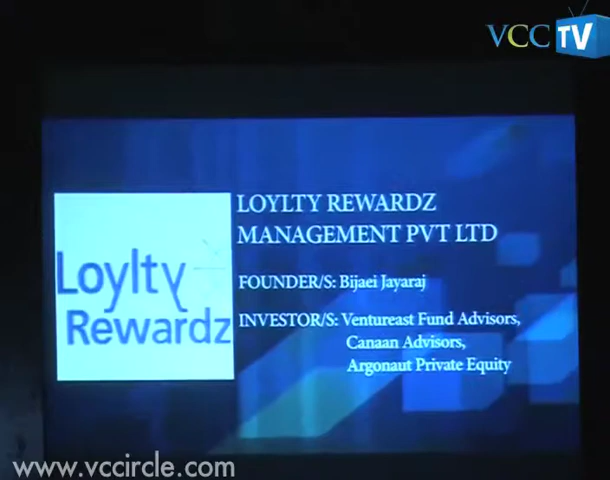 VCC TV
LOYLTY REWARDZ
MANAGEMENT PVT LTD
Loylty
Rewardz
FOUNDER/S: Bijaei Jayaraj
INVESTOR/S: Ventureast Fund Advisors,
Canaan Advisors,
Argonaut Private Equity
www.vccircle.com